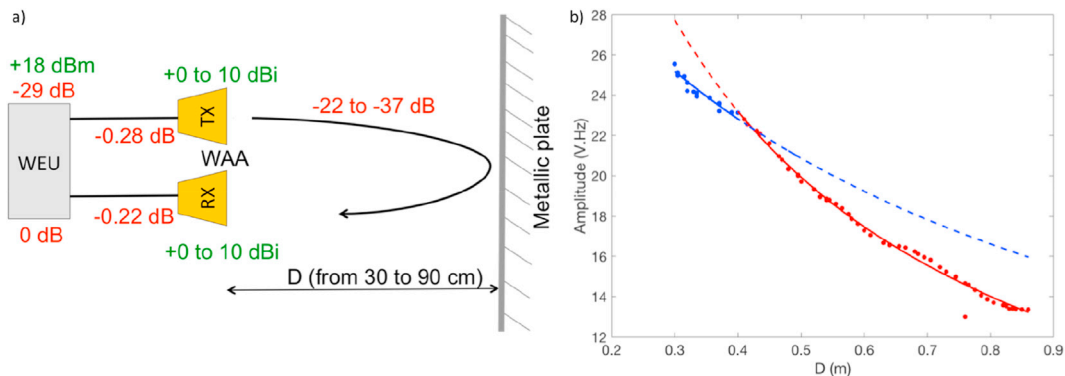 a)
+18 dBm
-29 dB
WEU
0 dB
-0.28 dB
-0.22 dB
+0 to 10 dBi
TX
WAA
RX
+0 to 10 dBi
-22 to -37 dB
D (from 30 to 90 cm)
Metallic plate
b)
Amplitude (V.Hz)
28
26
24
22
20
18
16
14
12
0.2 0.3 0.4 0.5 0.6 0.7 0.8 0.9
D (m)